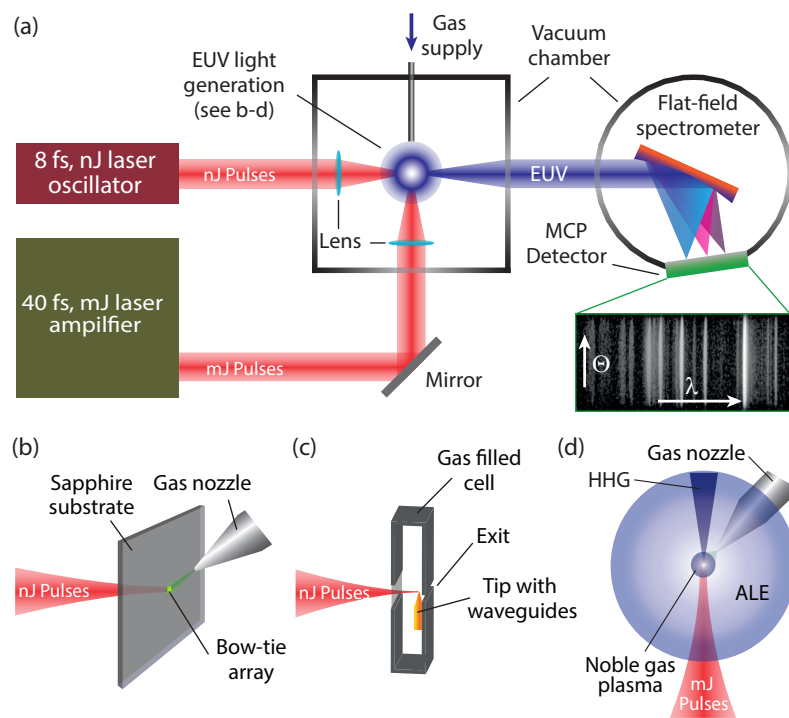 (a)
Gas
supply
EUV light
generation
(see b-d)
Vacuum
chamber
Flat-field
spectrometer
8 fs, nJ laser
oscillator
nJ Pulses
EUV
Lens
MCP
Detector
40 fs, mJ laser
ampilfier
mJ Pulses
Mirror
Θ
λ
(b)
Sapphire
substrate
Gas nozzle
nJ Pulses
Bow-tie
array
(c)
Gas filled
cell
Exit
nJ Pulses
Tip with
waveguides
(d)
Gas nozzle
HHG
ALE
Noble gas
plasma
mJ
Pulses